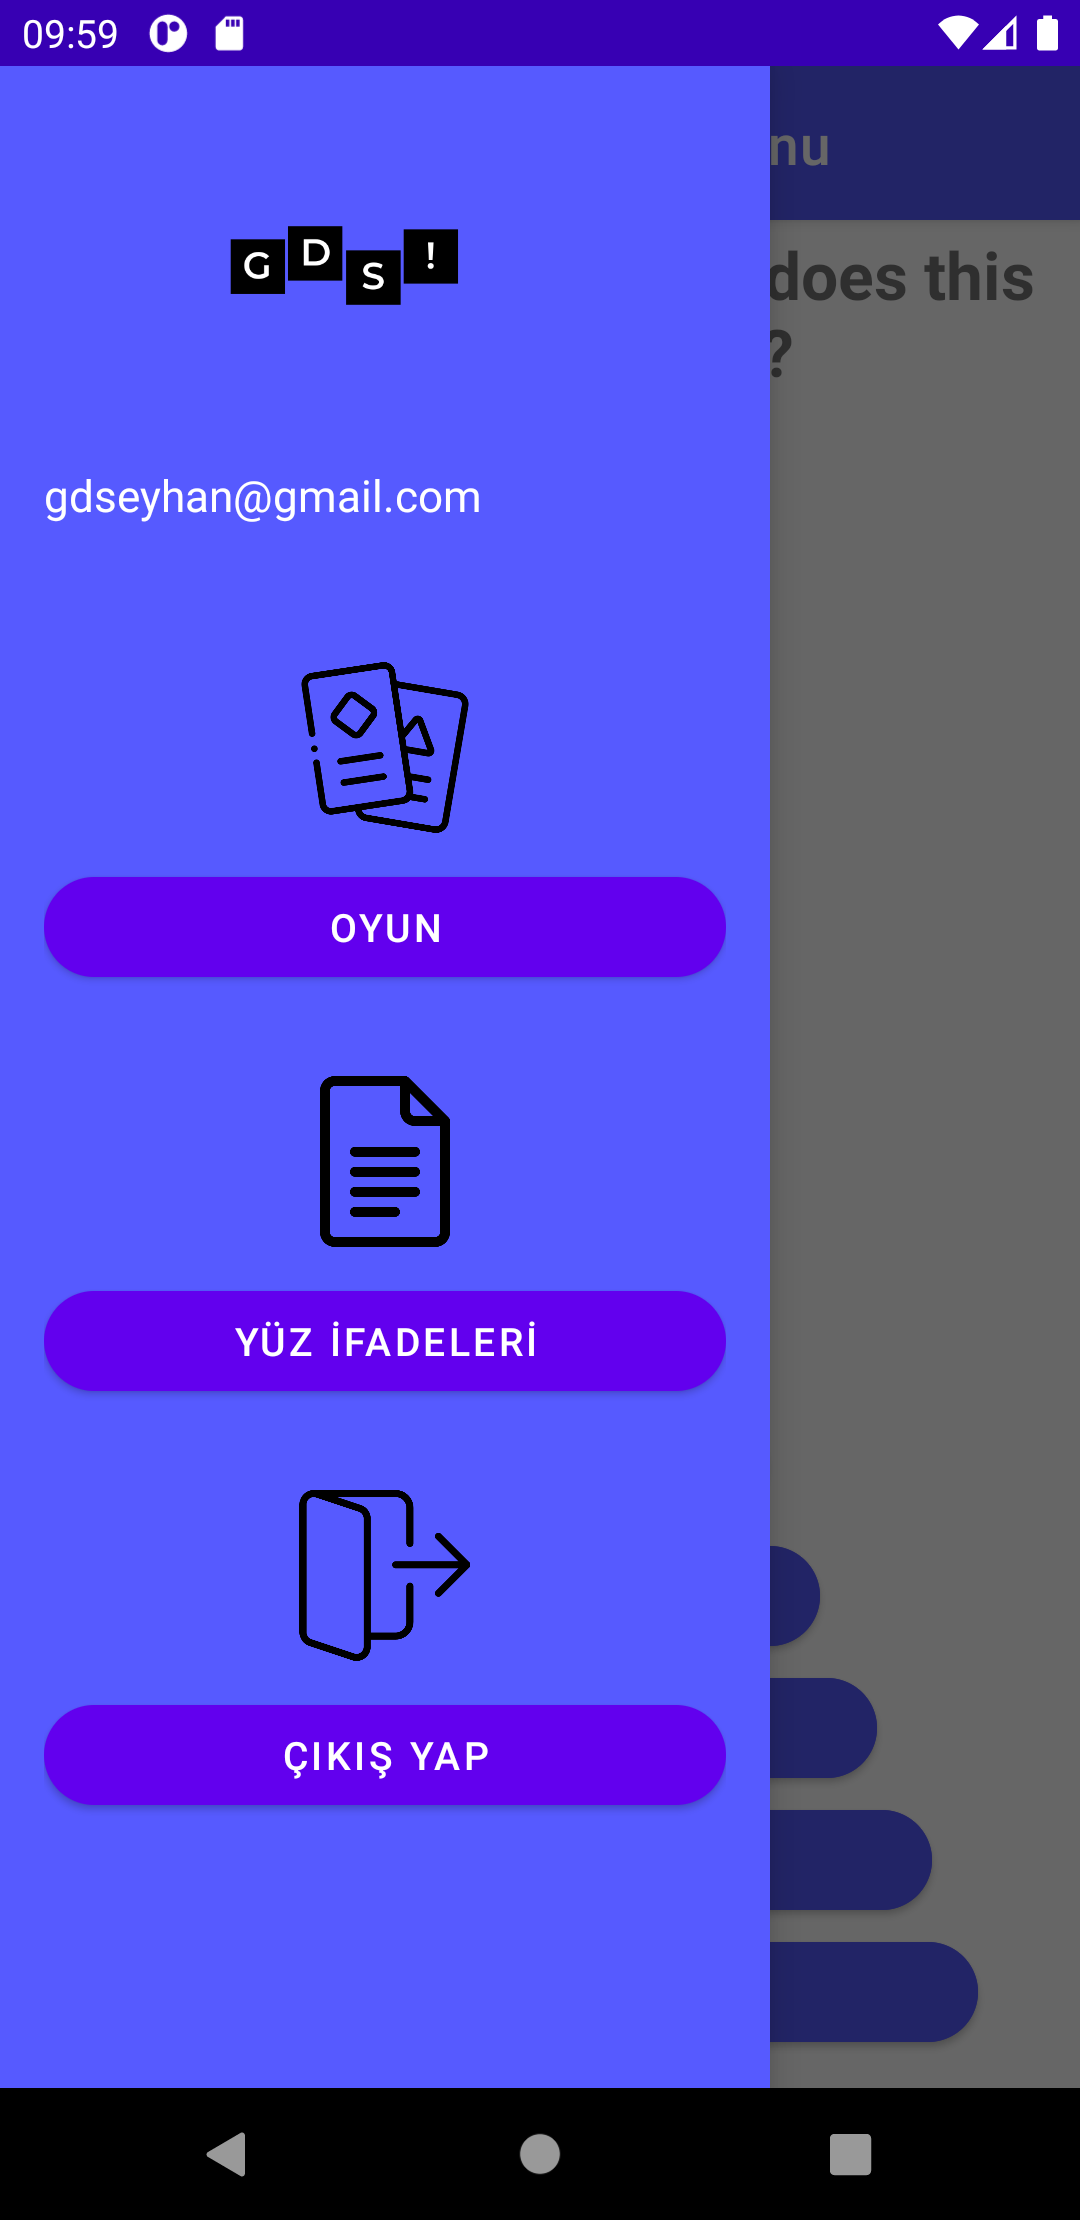 09:59
nu
does this
?
G D S !
gdseyhan@gmail.com
OYUN
YÜZ İFADELERİ
ÇIKIŞ YAP